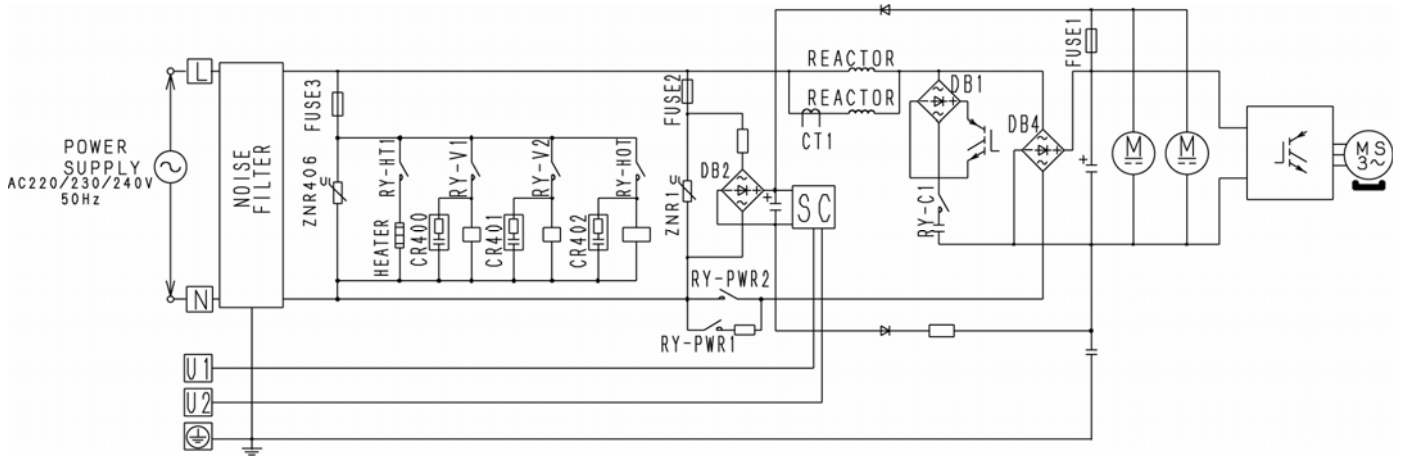 POWER
SUPPLY
AC220/230/240V
50Hz
L
N
NOISE
FILTER
FUSE3
ZNR406
U
RY-HT1
HEATER
RY-V1
CR400
RY-V2
CR401
RY-HOT
CR402
FUSE2
ZNR1
U
DB2
+
SC
REACTOR
REACTOR
CT1
DB1
RY-C1
DB4
FUSE1
+
M
M
MS
3~
RY-PWR2
RY-PWR1
U1
U2